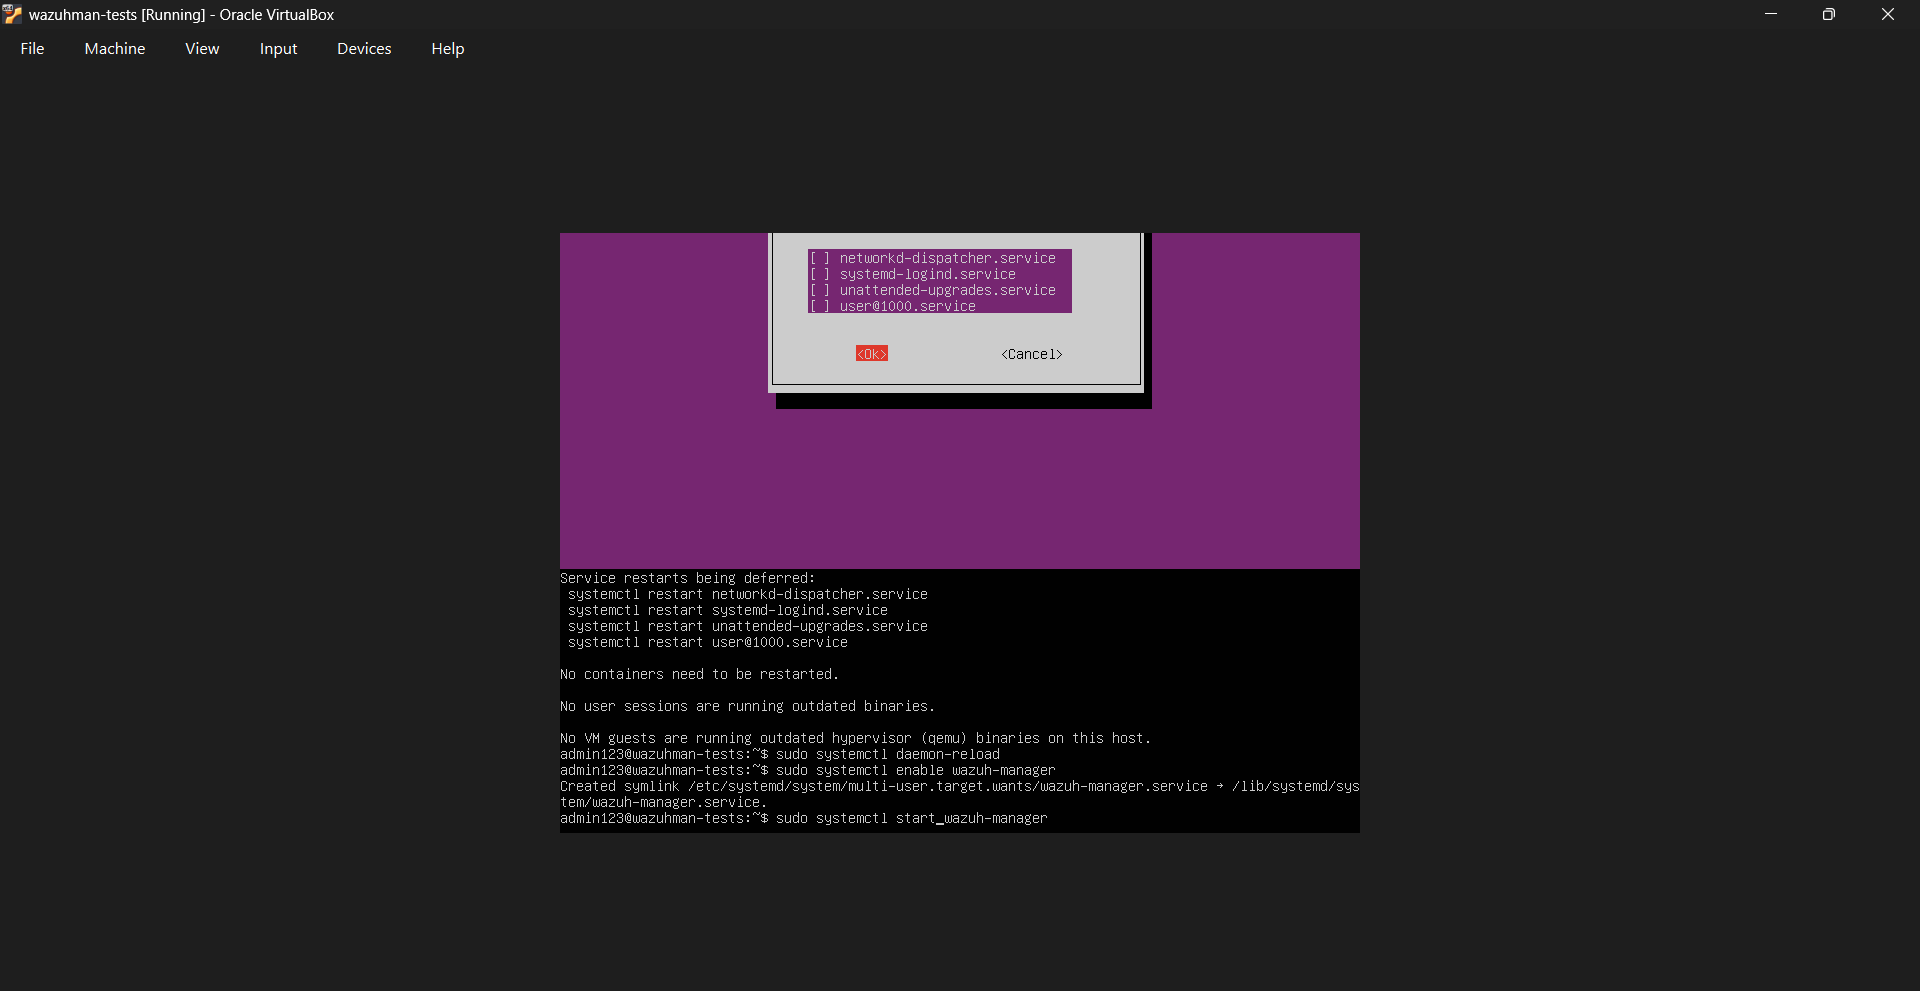 wazuhman-tests [Running] - Oracle VirtualBox
File Machine View Input Devices Help
[ ] networkd-dispatcher.service
[ ] systemd-logind.service
[ ] unattended-upgrades.service
[ ] user@1000.service
<Ok> <Cancel>
Service restarts being deferred:
systemctl restart networkd-dispatcher.service
systemctl restart systemd-logind.service
systemctl restart unattended-upgrades.service
systemctl restart user@1000.service
No containers need to be restarted.
No user sessions are running outdated binaries.
No VM guests are running outdated hypervisor (qemu) binaries on this host.
admin123@wazuhman-tests:~$ sudo systemctl daemon-reload
admin123@wazuhman-tests:~$ sudo systemctl enable wazuh-manager
Created symlink /etc/systemd/system/multi-user.target.wants/wazuh-manager.service → /lib/systemd/sys
tem/wazuh-manager.service.
admin123@wazuhman-tests:~$ sudo systemctl start_wazuh-manager